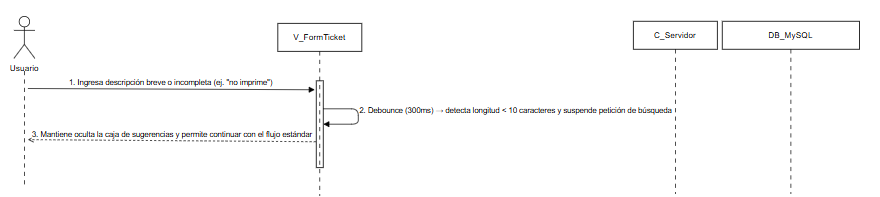 V_FormTicket
C_Servidor
DB_MySQL
Usuario
1. Ingresa descripción breve o incompleta (ej. "no imprime")
2. Debounce (300ms) → detecta longitud < 10 caracteres y suspende petición de búsqueda
3. Mantiene oculta la caja de sugerencias y permite continuar con el flujo estándar